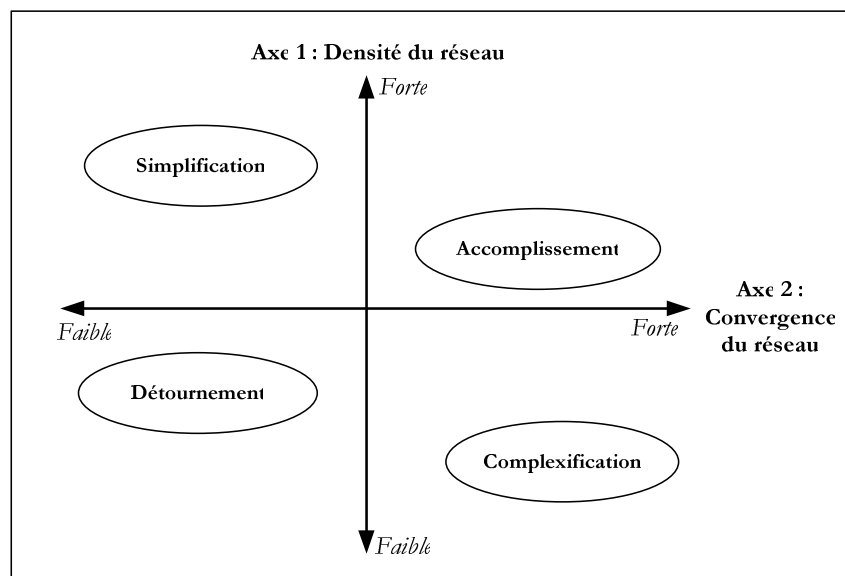 Axe 1 : Densité du réseau
Forte
Simplification
Accomplissement
Axe 2 :
Convergence
du réseau
Faible
Forte
Détournement
Complexification
Faible